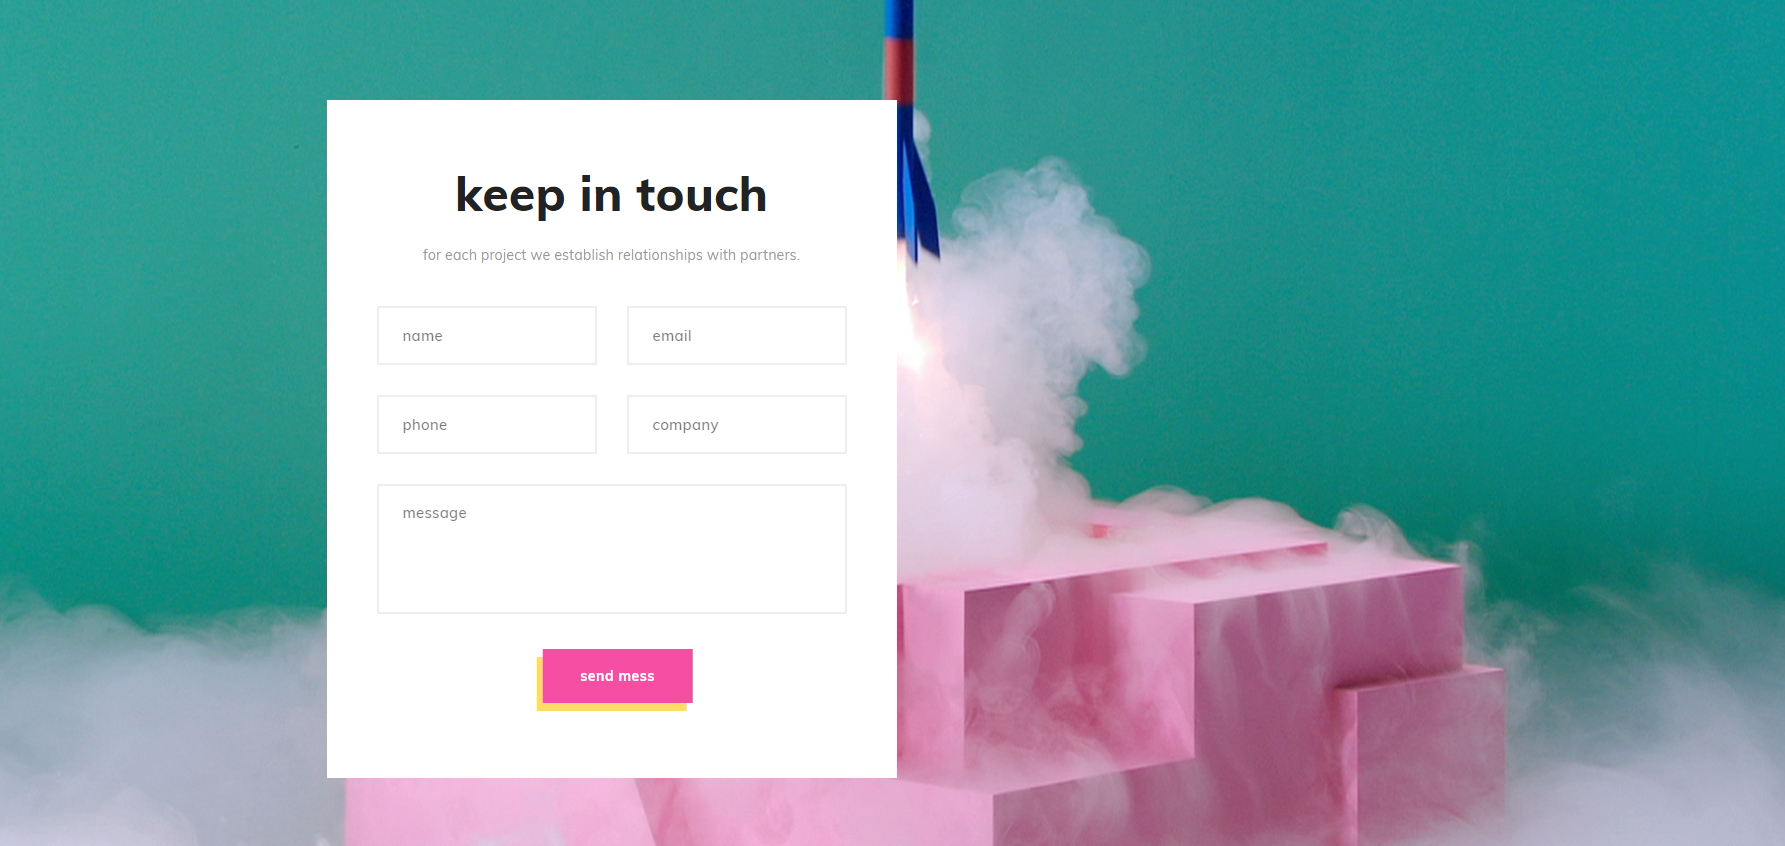 keep in touch
for each project we establish relationships with partners.
name
email
phone
company
message
send mess